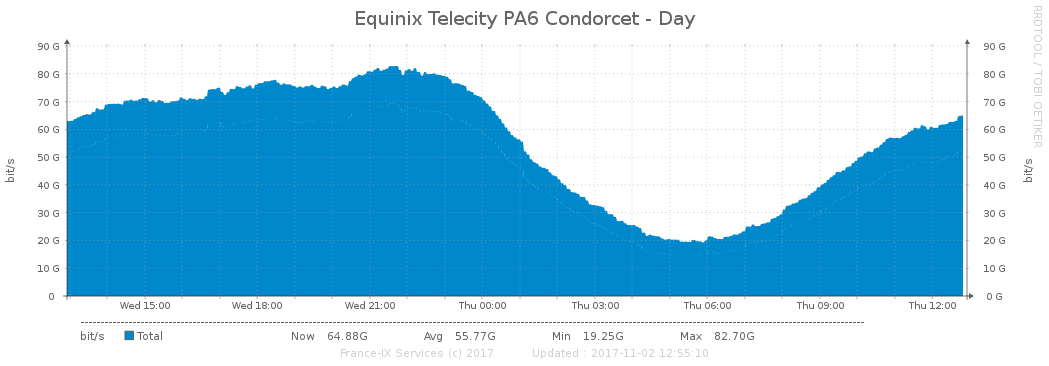 Equinix Telecity PA6 Condorcet - Day
RRDTOOL / TOBI OETIKER
90 G 90 G
80 G 80 G
70 G 70 G
60 G 60 G
50 G 50 G
40 G 40 G
30 G 30 G
20 G 20 G
10 G 10 G
0 0 G
bit/s
bit/s
Wed 15:00 Wed 18:00 Wed 21:00 Thu 00:00 Thu 03:00 Thu 06:00 Thu 09:00 Thu 12:00
bit/s Total Now 64.88G Avg 55.77G Min 19.25G Max 82.70G
France-IX Services (c) 2017 Updated : 2017-11-02 12:55:10